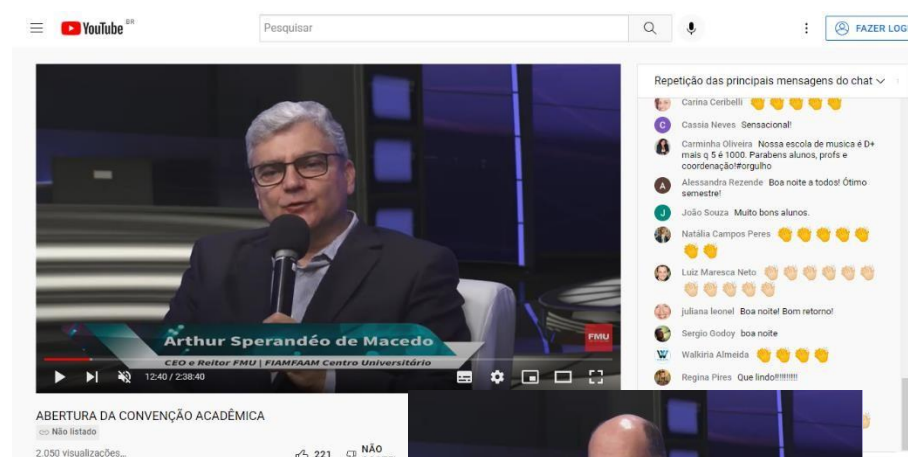 YouTube BR
Pesquisar
FAZER LOGI
Repetição das principais mensagens do chat
Carina Ceribelli 👏👏👏👏👏
C Cassia Neves Sensacional!
Carminha Oliveira Nossa escola de musica é D+
mais q 5 é 1000. Parabens alunos, profs e
coordenação!#orgulho
A Alessandra Rezende Boa noite a todos! Ótimo
semestre!
J João Souza Muito bons alunos.
Natália Campos Peres 👏👏👏👏👏
👏👏
Luiz Maresca Neto 👏🏻👏🏻👏🏻👏🏻👏🏻👏🏻
👏🏻👏🏻👏🏻👏🏻👏🏻
juliana leonel Boa noite! Bom retorno!
Sergio Godoy boa noite
W Walkiria Almeida 👏👏👏👏
Regina Pires Que lindo!!!!!!!!!!!
Arthur Sperandéo de Macedo
FMU
CEO e Reitor FMU | FIAMFAAM Centro Universitário
12:40 / 2:38:40
ABERTURA DA CONVENÇÃO ACADÊMICA
Não listado
2.050 visualizações...
221
NÃO